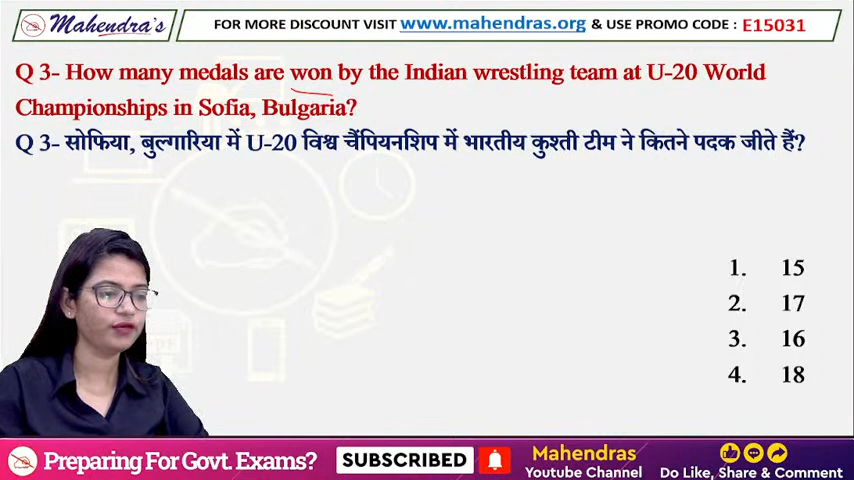 Mahendra's
FOR MORE DISCOUNT VISIT www.mahendras.org & USE PROMO CODE : E15031
Q 3- How many medals are won by the Indian wrestling team at U-20 World
Championships in Sofia, Bulgaria?
Q 3- सोफिया, बुल्गारिया में U-20 विश्व चैंपियनशिप में भारतीय कुश्ती टीम ने कितने पदक जीते हैं?
1. 15
2. 17
3. 16
4. 18
Preparing For Govt. Exams?
SUBSCRIBED
Mahendras
Youtube Channel
Do Like, Share & Comment